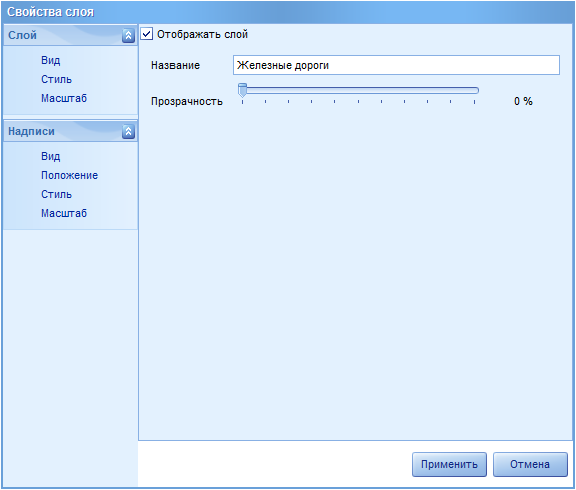 Свойства слоя
Слой
Вид
Стиль
Масштаб
Надписи
Вид
Положение
Стиль
Масштаб
Отображать слой
Название Железные дороги
Прозрачность 0 %
Применить Отмена